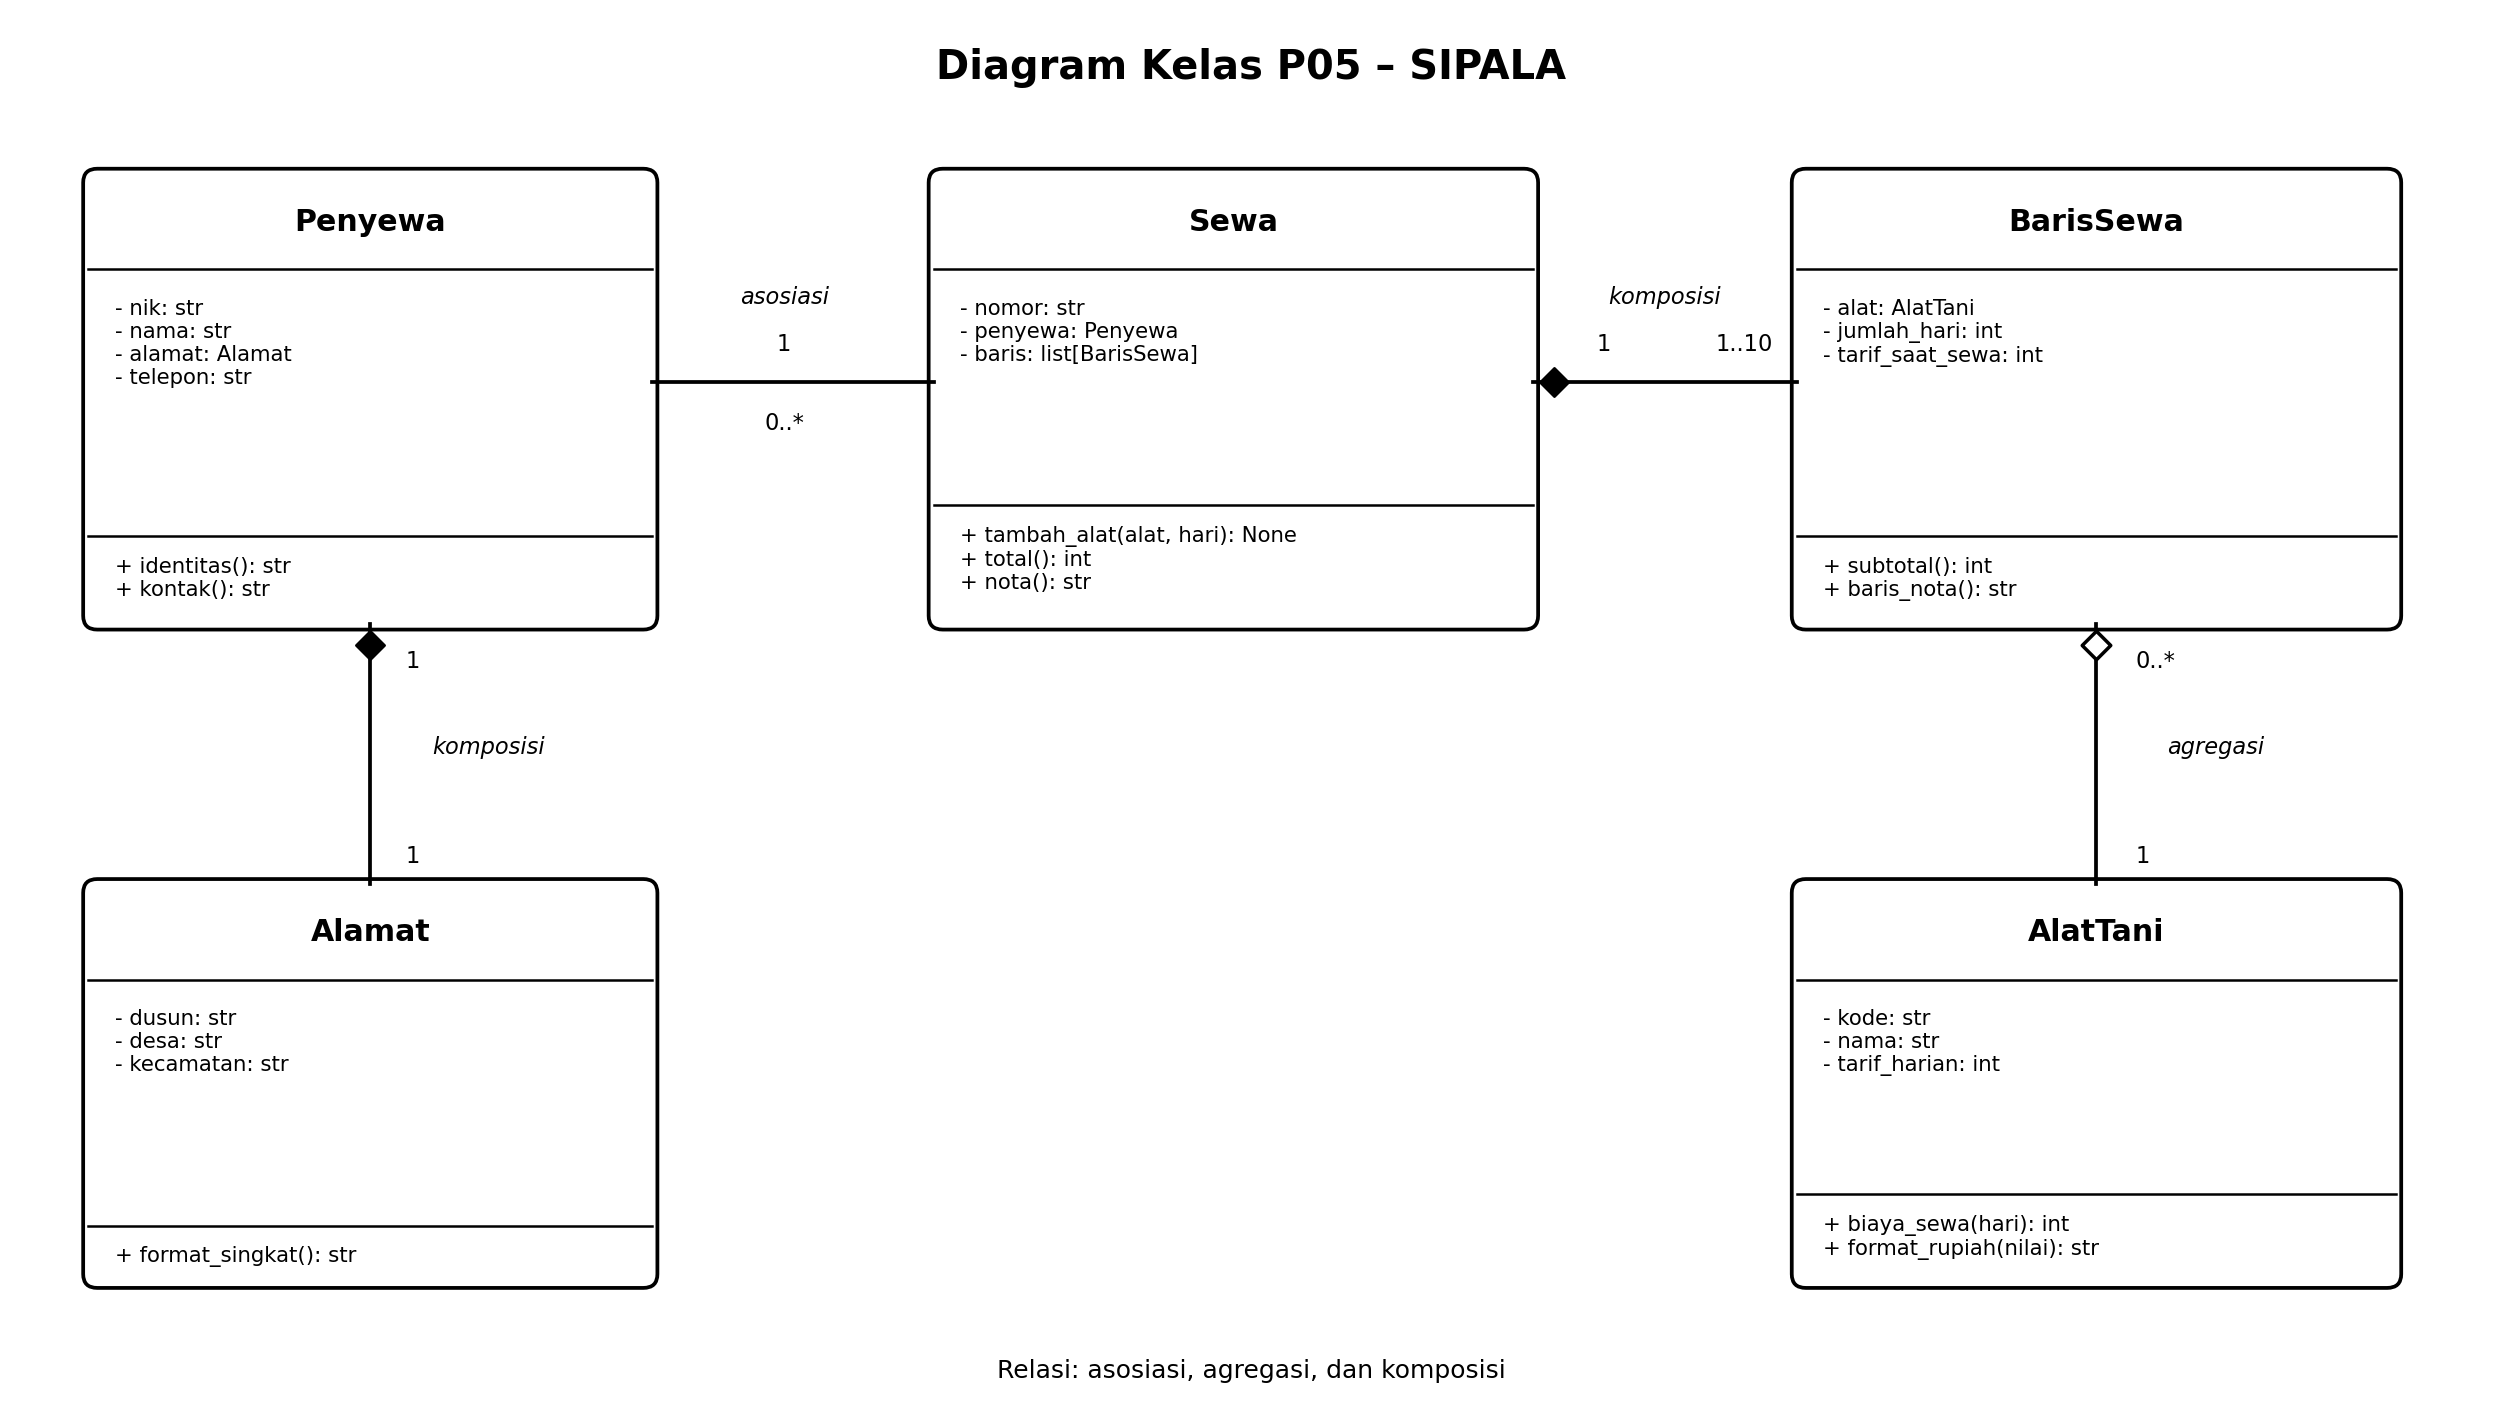 Diagram Kelas P05 – SIPALA
Penyewa
- nik: str
- nama: str
- alamat: Alamat
- telepon: str
+ identitas(): str
+ kontak(): str
asosiasi
1
0..*
Sewa
- nomor: str
- penyewa: Penyewa
- baris: list[BarisSewa]
+ tambah_alat(alat, hari): None
+ total(): int
+ nota(): str
komposisi
1
1..10
BarisSewa
- alat: AlatTani
- jumlah_hari: int
- tarif_saat_sewa: int
+ subtotal(): int
+ baris_nota(): str
1
komposisi
1
0..*
agregasi
1
Alamat
- dusun: str
- desa: str
- kecamatan: str
+ format_singkat(): str
AlatTani
- kode: str
- nama: str
- tarif_harian: int
+ biaya_sewa(hari): int
+ format_rupiah(nilai): str
Relasi: asosiasi, agregasi, dan komposisi